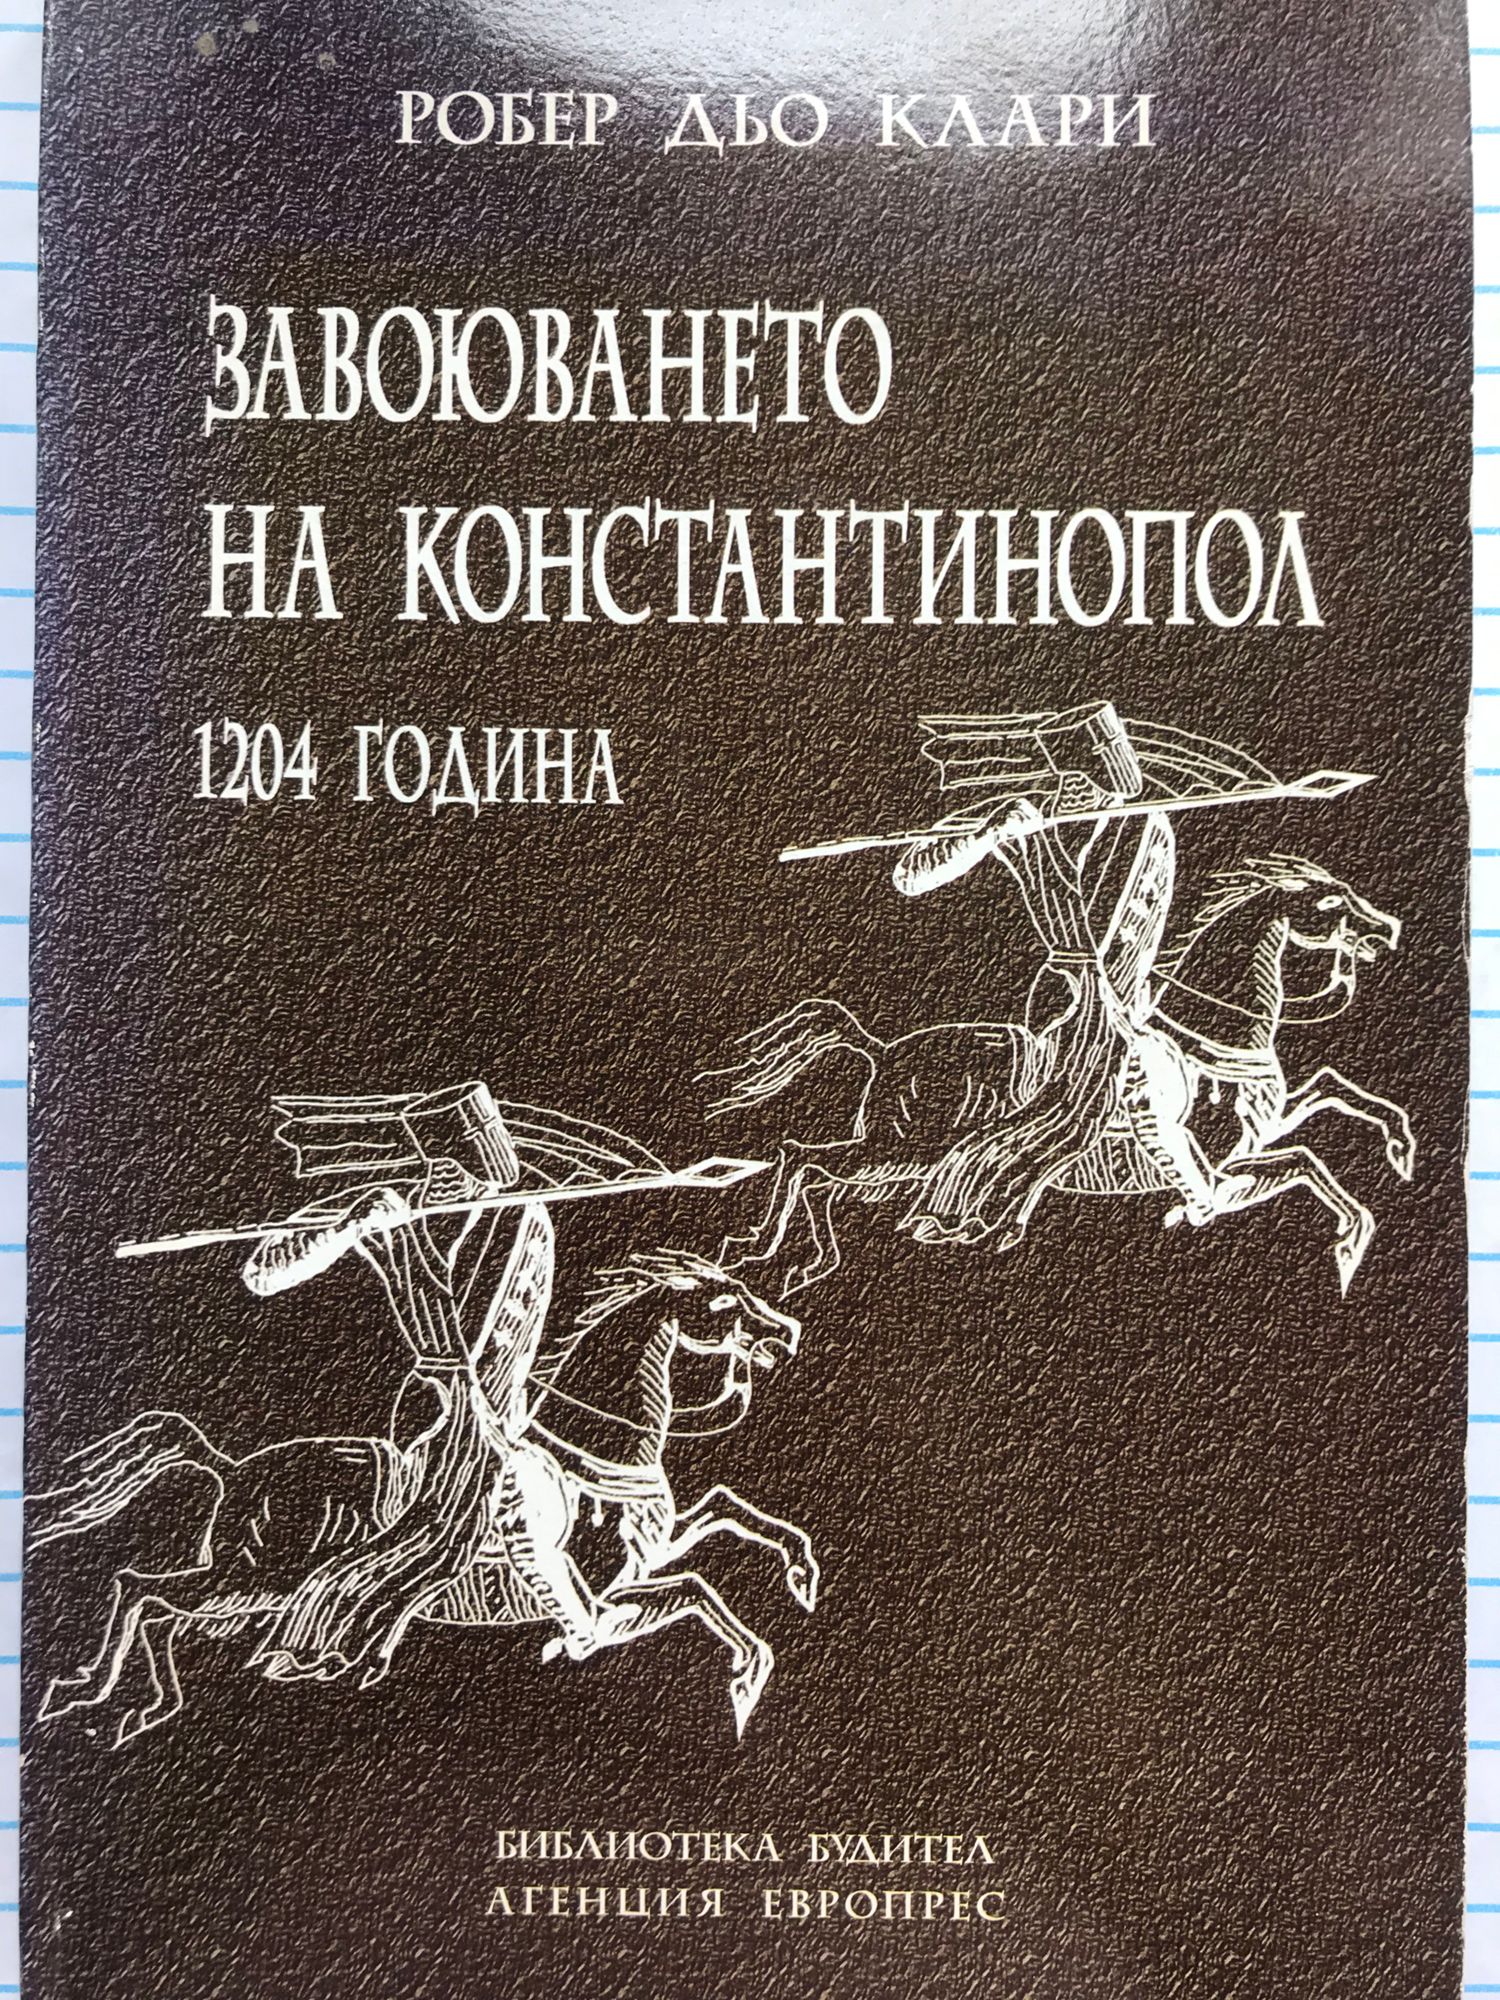 РОБЕР ДЬО КЛАРИ
ЗАВОЮВАНЕТО
НА КОНСТАНТИНОПОЛ
1204 ГОДИНА
БИБЛИОТЕКА БУДИТЕЛ
АГЕНЦИЯ ЕВРОПРЕС